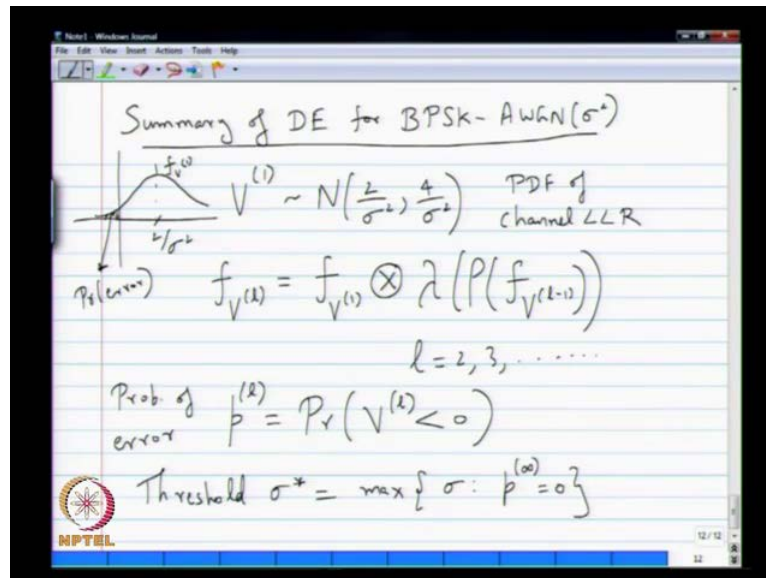 Note1 - Windows Journal
File Edit View Insert Actions Tools Help
Summary of DE for BPSK-AWGN(σ²)
f_V^(1)
V^(1) ~ N(2/σ², 4/σ²) PDF of
channel LLR
2/σ²
Pr(error)
f_V^(l) = f_V^(1) ⊗ λ(ρ(f_V^(l-1)))
l = 2, 3, ......
Prob. of
error p^(l) = Pr(V^(l) < 0)
Threshold σ* = max{σ: p^(∞) = 0}
NPTEL
12/12
12